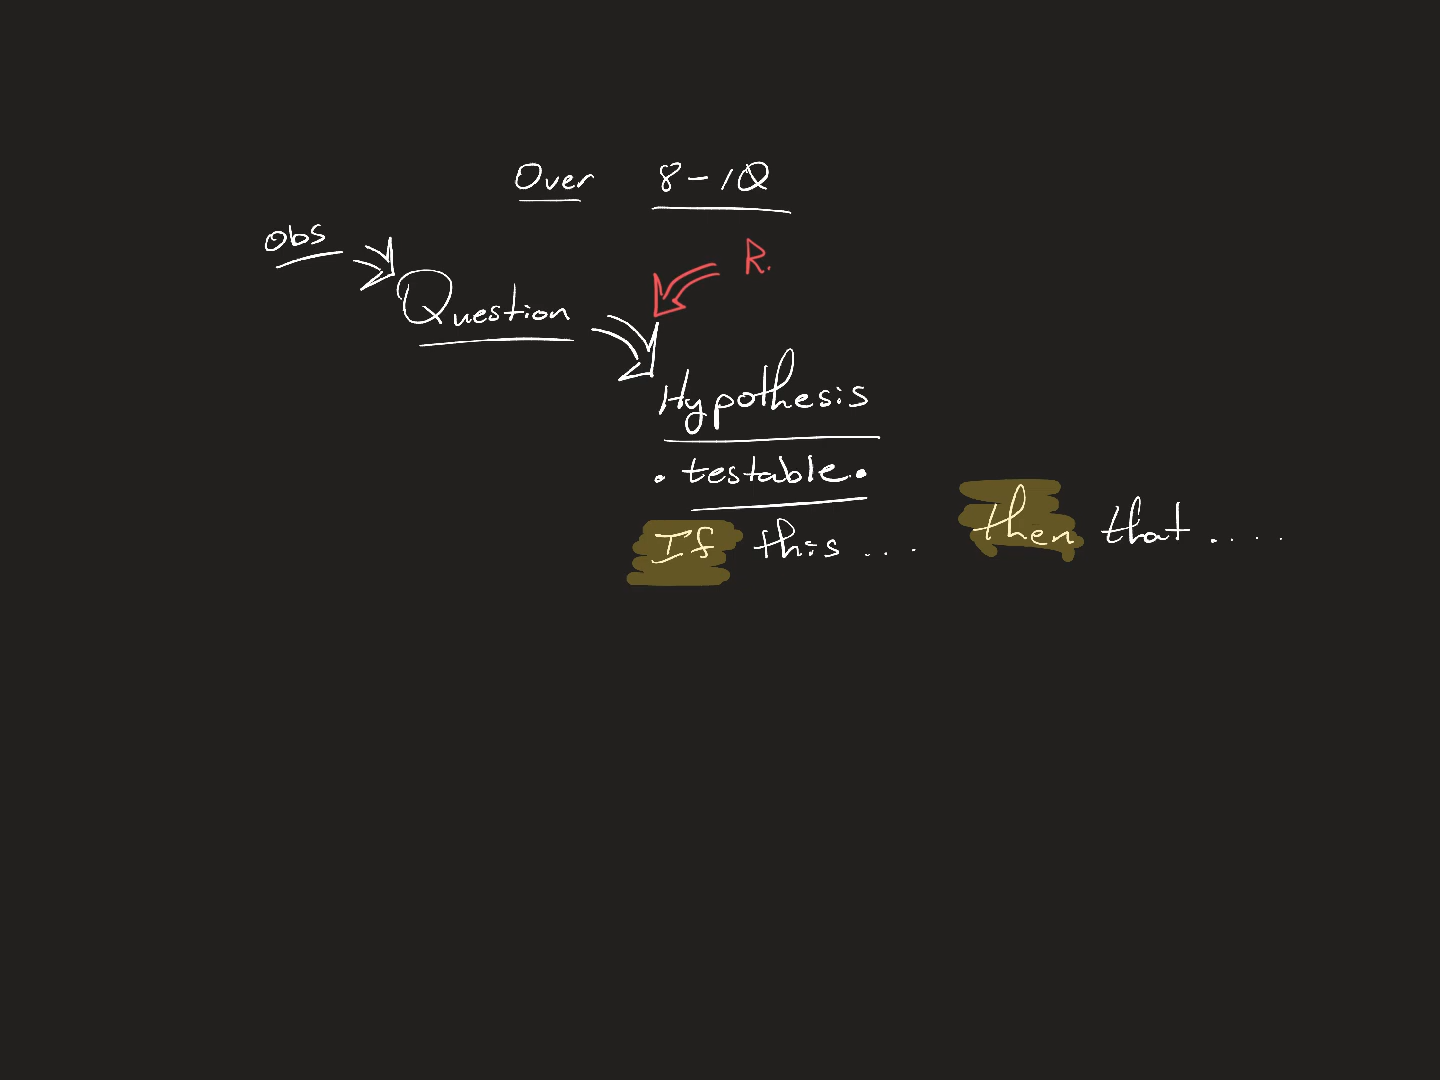 Over 8-1Q
obs
R.
Question
Hypothesis
• testable •
If this ... then that ....